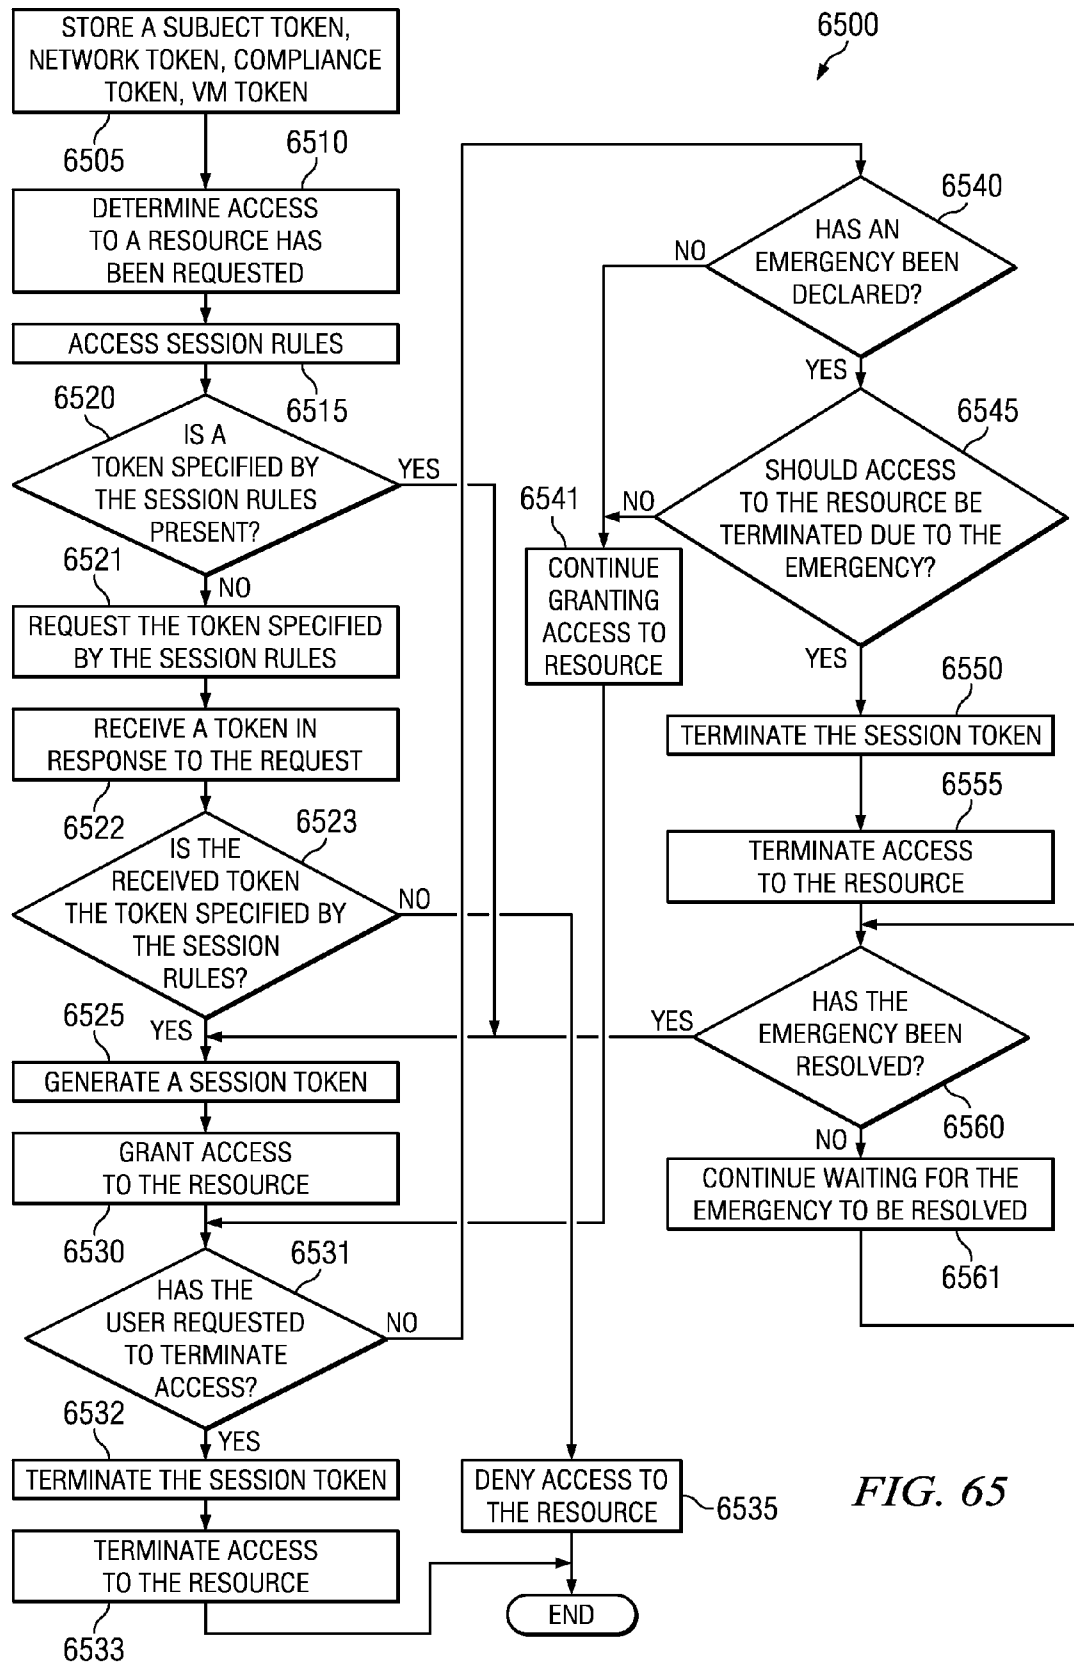 STORE A SUBJECT TOKEN,
NETWORK TOKEN, COMPLIANCE
TOKEN, VM TOKEN
6505
6510
DETERMINE ACCESS
TO A RESOURCE HAS
BEEN REQUESTED
ACCESS SESSION RULES
6515
6520
IS A
TOKEN SPECIFIED BY
THE SESSION RULES
PRESENT?
YES
NO
6521
REQUEST THE TOKEN SPECIFIED
BY THE SESSION RULES
RECEIVE A TOKEN IN
RESPONSE TO THE REQUEST
6522
6523
IS THE
RECEIVED TOKEN
THE TOKEN SPECIFIED BY
THE SESSION
RULES?
NO
YES
6525
GENERATE A SESSION TOKEN
GRANT ACCESS
TO THE RESOURCE
6530
6531
HAS THE
USER REQUESTED
TO TERMINATE
ACCESS?
NO
YES
6532
TERMINATE THE SESSION TOKEN
TERMINATE ACCESS
TO THE RESOURCE
6533
6500
6540
HAS AN
EMERGENCY BEEN
DECLARED?
NO
YES
6545
SHOULD ACCESS
TO THE RESOURCE BE
TERMINATED DUE TO THE
EMERGENCY?
NO
YES
6541
CONTINUE
GRANTING
ACCESS TO
RESOURCE
6550
TERMINATE THE SESSION TOKEN
6555
TERMINATE ACCESS
TO THE RESOURCE
HAS THE
EMERGENCY BEEN
RESOLVED?
YES
6560
NO
CONTINUE WAITING FOR THE
EMERGENCY TO BE RESOLVED
6561
DENY ACCESS TO
THE RESOURCE
6535
END
FIG. 65